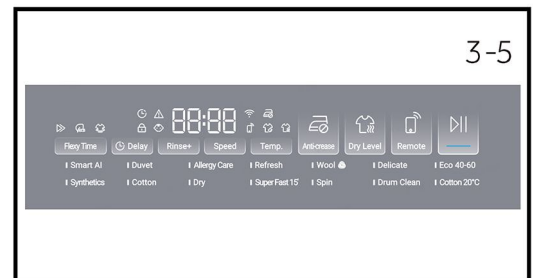 3-5
88:88
Flexy Time Delay Rinse+ Speed Temp. Anti-crease Dry Level Remote
Smart AI Duvet Allergy Care Refresh Wool Delicate Eco 40-60
Synthetics Cotton Dry Super Fast 15' Spin Drum Clean Cotton 20°C